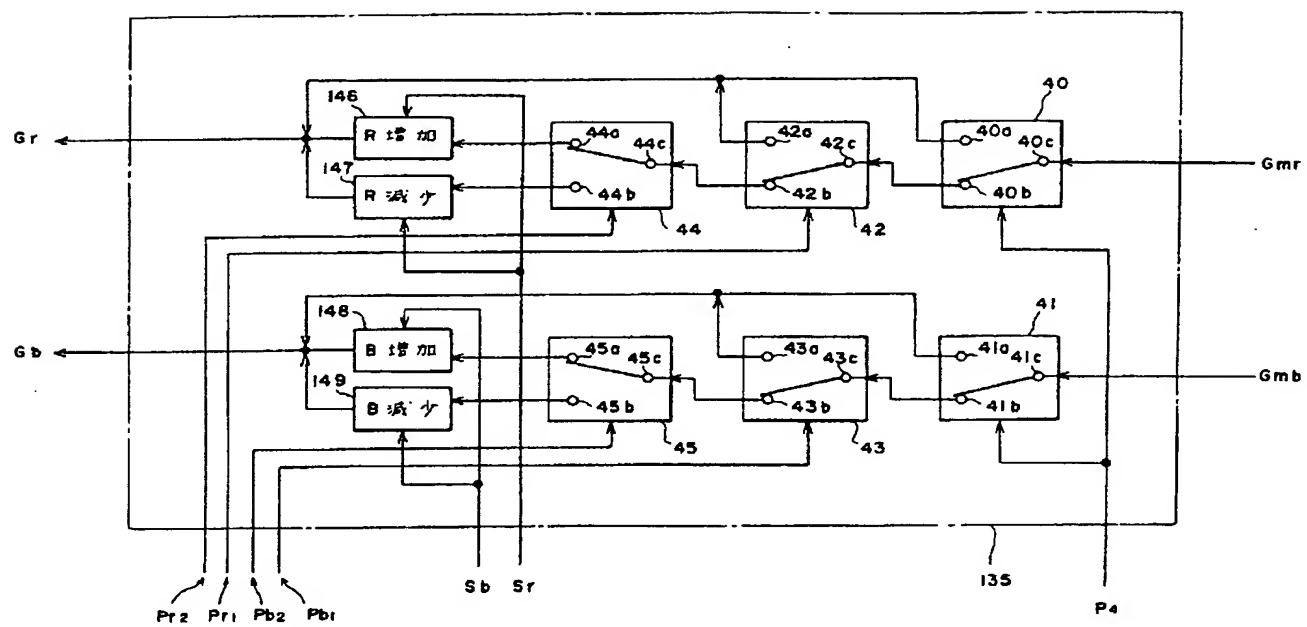 40
146
R 増加
44a
44c
42a
42c
40a
40c
Gr
Gmr
147
R 減少
44b
42b
40b
44
42
148
B 増加
41
45a
45c
43a
43c
41a
41c
Gb
Gmb
149
B 減少
45b
43b
41b
45
43
135
Sb
Sr
P4
Pr2
Pr1
Pb2
Pb1